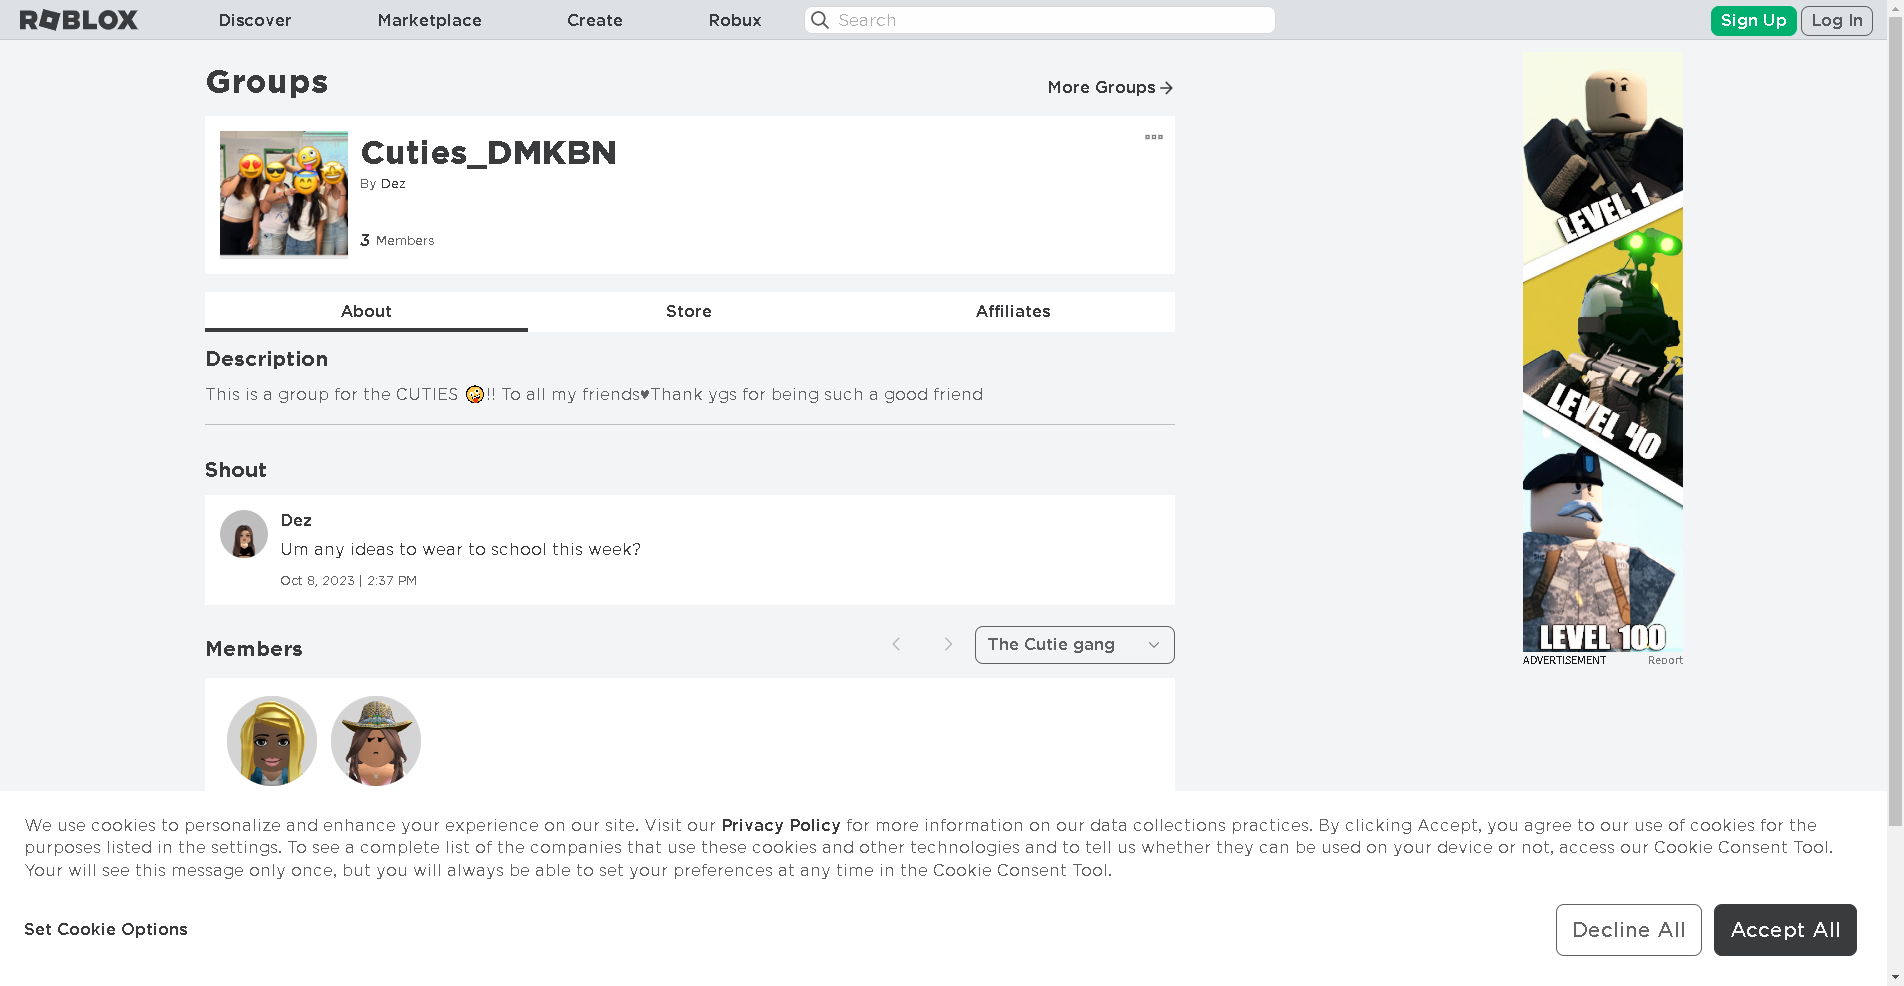 ROBLOX
Discover
Marketplace
Create
Robux
Search
Sign Up
Log In
Groups
More Groups
Cuties_DMKBN
By Dez
3 Members
About
Store
Affiliates
Description
This is a group for the CUTIES 🤪!! To all my friends♥Thank ygs for being such a good friend
Shout
Dez
Um any ideas to wear to school this week?
Oct 8, 2023 | 2:37 PM
Members
The Cutie gang
LEVEL 1
LEVEL 40
LEVEL 100
ADVERTISEMENT
Report
We use cookies to personalize and enhance your experience on our site. Visit our Privacy Policy for more information on our data collections practices. By clicking Accept, you agree to our use of cookies for the
purposes listed in the settings. To see a complete list of the companies that use these cookies and other technologies and to tell us whether they can be used on your device or not, access our Cookie Consent Tool.
Your will see this message only once, but you will always be able to set your preferences at any time in the Cookie Consent Tool.
Set Cookie Options
Decline All
Accept All